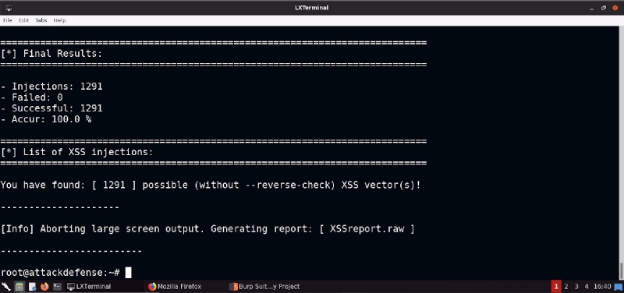 LXTerminal
File Edit Tabs Help
===========================================================================
[*] Final Results:
===========================================================================
- Injections: 1291
- Failed: 0
- Successful: 1291
- Accur: 100.0 %
===========================================================================
[*] List of XSS injections:
===========================================================================
You have found: [ 1291 ] possible (without --reverse-check) XSS vector(s)!
---------------------
[Info] Aborting large screen output. Generating report: [ XSSreport.raw ]
-------------------------
root@attackdefense:~#
LXTerminal Mozilla Firefox Burp Suit...y Project 1 2 3 4 16:40